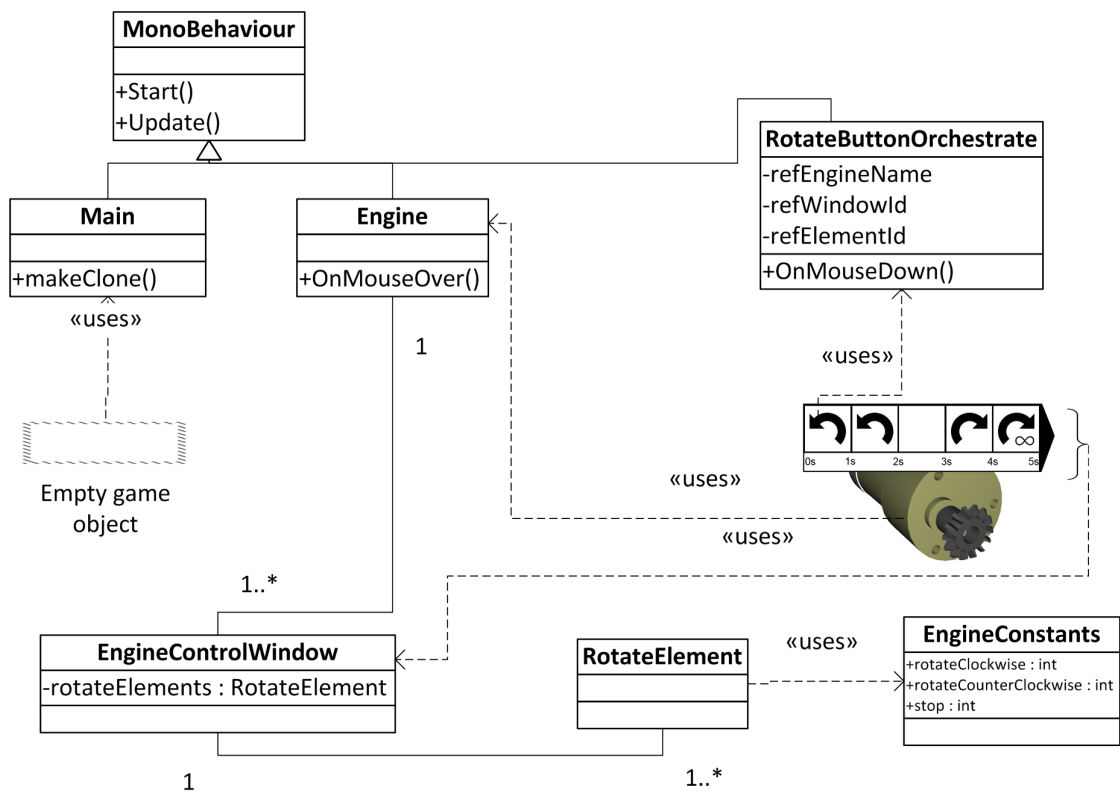 MonoBehaviour
+Start()
+Update()
RotateButtonOrchestrate
-refEngineName
-refWindowId
-refElementId
+OnMouseDown()
Main
+makeClone()
Engine
+OnMouseOver()
«uses»
1
«uses»
0s 1s 2s 3s 4s 5s
∞
Empty game
object
«uses»
«uses»
1..*
EngineControlWindow
-rotateElements : RotateElement
RotateElement
«uses»
EngineConstants
+rotateClockwise : int
+rotateCounterClockwise : int
+stop : int
1
1..*